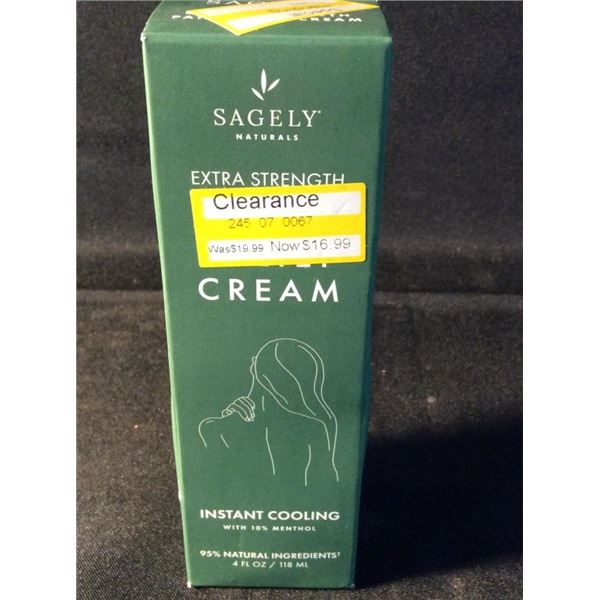 CREAM
SAGELY
NATURALS
EXTRA STRENGTH
Clearance
245 07 0067
Was$19.99 Now$16.99
CREAM
INSTANT COOLING
WITH 10% MENTHOL
95% NATURAL INGREDIENTS†
4 FL OZ / 118 ML